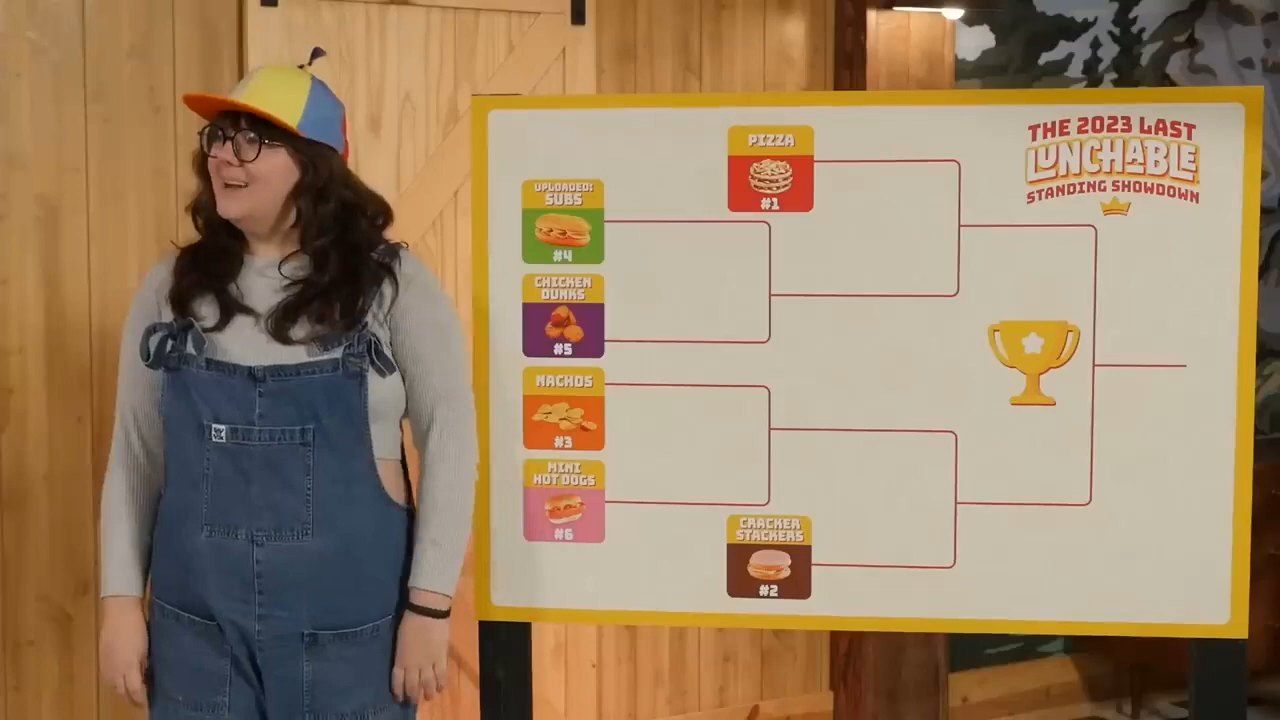 THE 2023 LAST
LUNCHABLE
STANDING SHOWDOWN
PIZZA
#1
UPLOADED:
SUBS
#4
CHICKEN
DUNKS
#5
NACHOS
#3
MINI
HOT DOGS
#6
CRACKER
STACKERS
#2